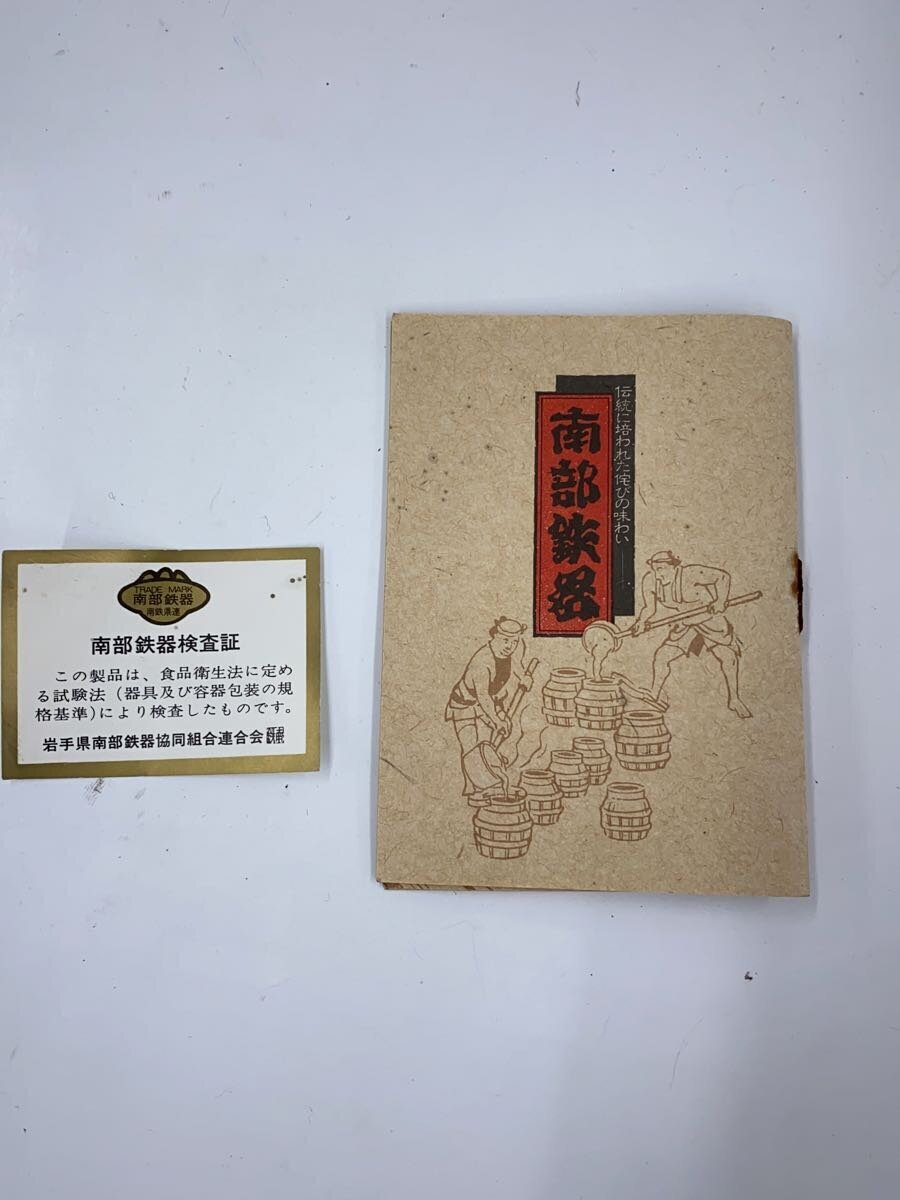 TRADE MARK
南部鉄器
南鉄県連
南部鉄器検査証
この製品は、食品衛生法に定め
る試験法(器具及び容器包装の規
格基準)により検査したものです。
岩手県南部鉄器協同組合連合会
伝統に培われた侘びの味わい――
南部鉄器